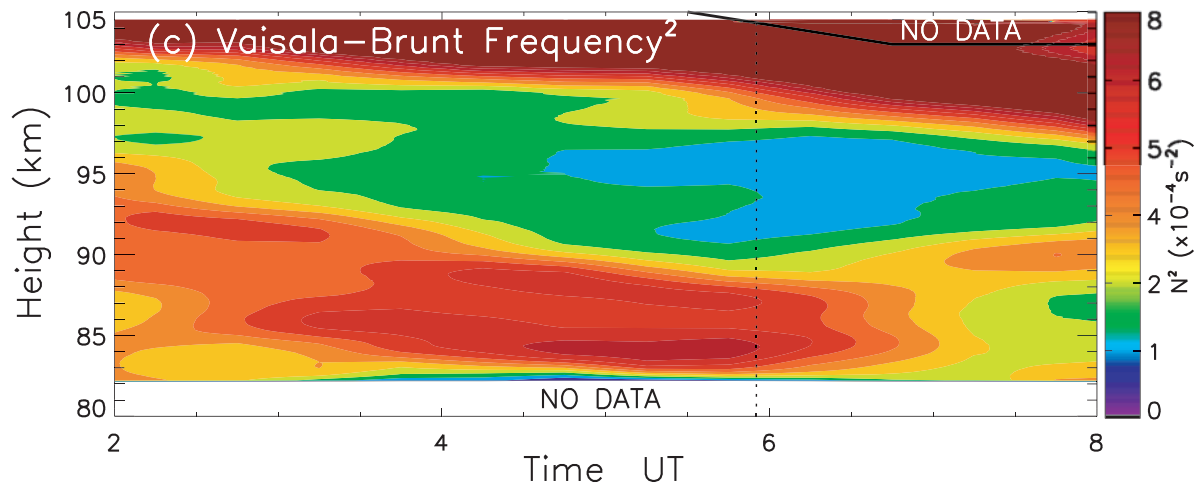 (c) Vaisala-Brunt Frequency²
NO DATA
105
100
95
90
85
80
Height (km)
NO DATA
2 4 6 8
Time UT
8
6
5
4
2
1
0
N² (x10⁻⁴s⁻²)